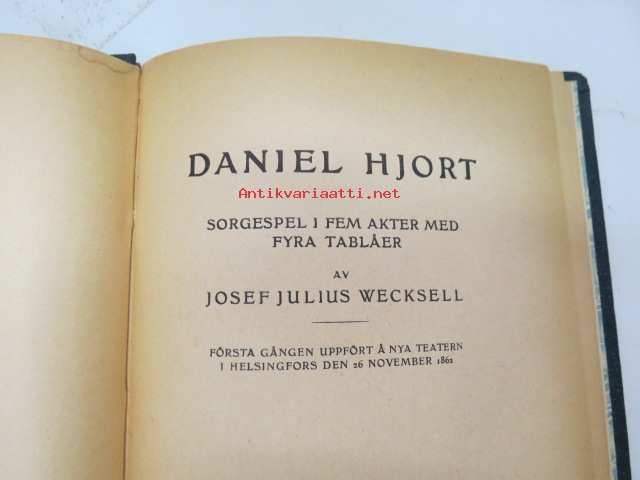 DANIEL HJORT
Antikvariaatti.net
SORGESPEL I FEM AKTER MED
FYRA TABLÅER
AV
JOSEF JULIUS WECKSELL
FÖRSTA GÅNGEN UPPFÖRT Å NYA TEATERN
I HELSINGFORS DEN 26 NOVEMBER 1862